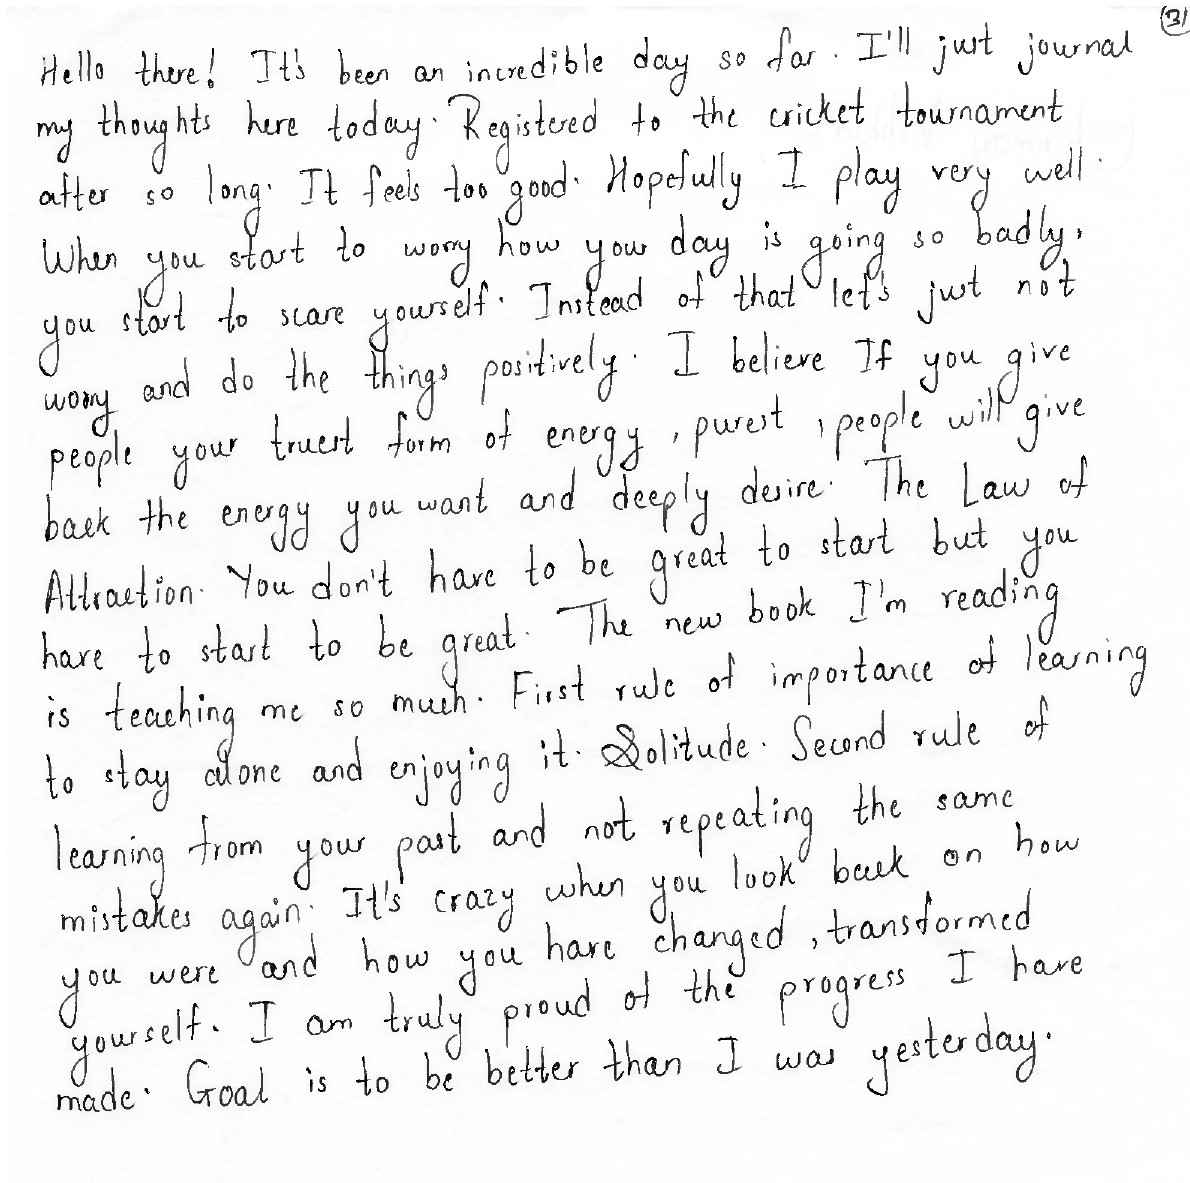 31
Hello there! It's been an incredible day so far. I'll just journal
my thoughts here today. Registered to the cricket tournament
after so long. It feels too good. Hopefully I play very well.
When you start to worry how your day is going so badly,
you start to scare yourself. Instead of that let's just not
worry and do the things positively. I believe If you give
people your truest form of energy, purest, people will give
back the energy you want and deeply desire. The Law of
Attraction. You don't have to be great to start but you
have to start to be great. The new book I'm reading
is teaching me so much. First rule of importance of learning
to stay alone and enjoying it. Solitude. Second rule of
learning from your past and not repeating the same
mistakes again. It's crazy when you look back on how
you were and how you have changed, transformed
yourself. I am truly proud of the progress I have
made. Goal is to be better than I was yesterday.